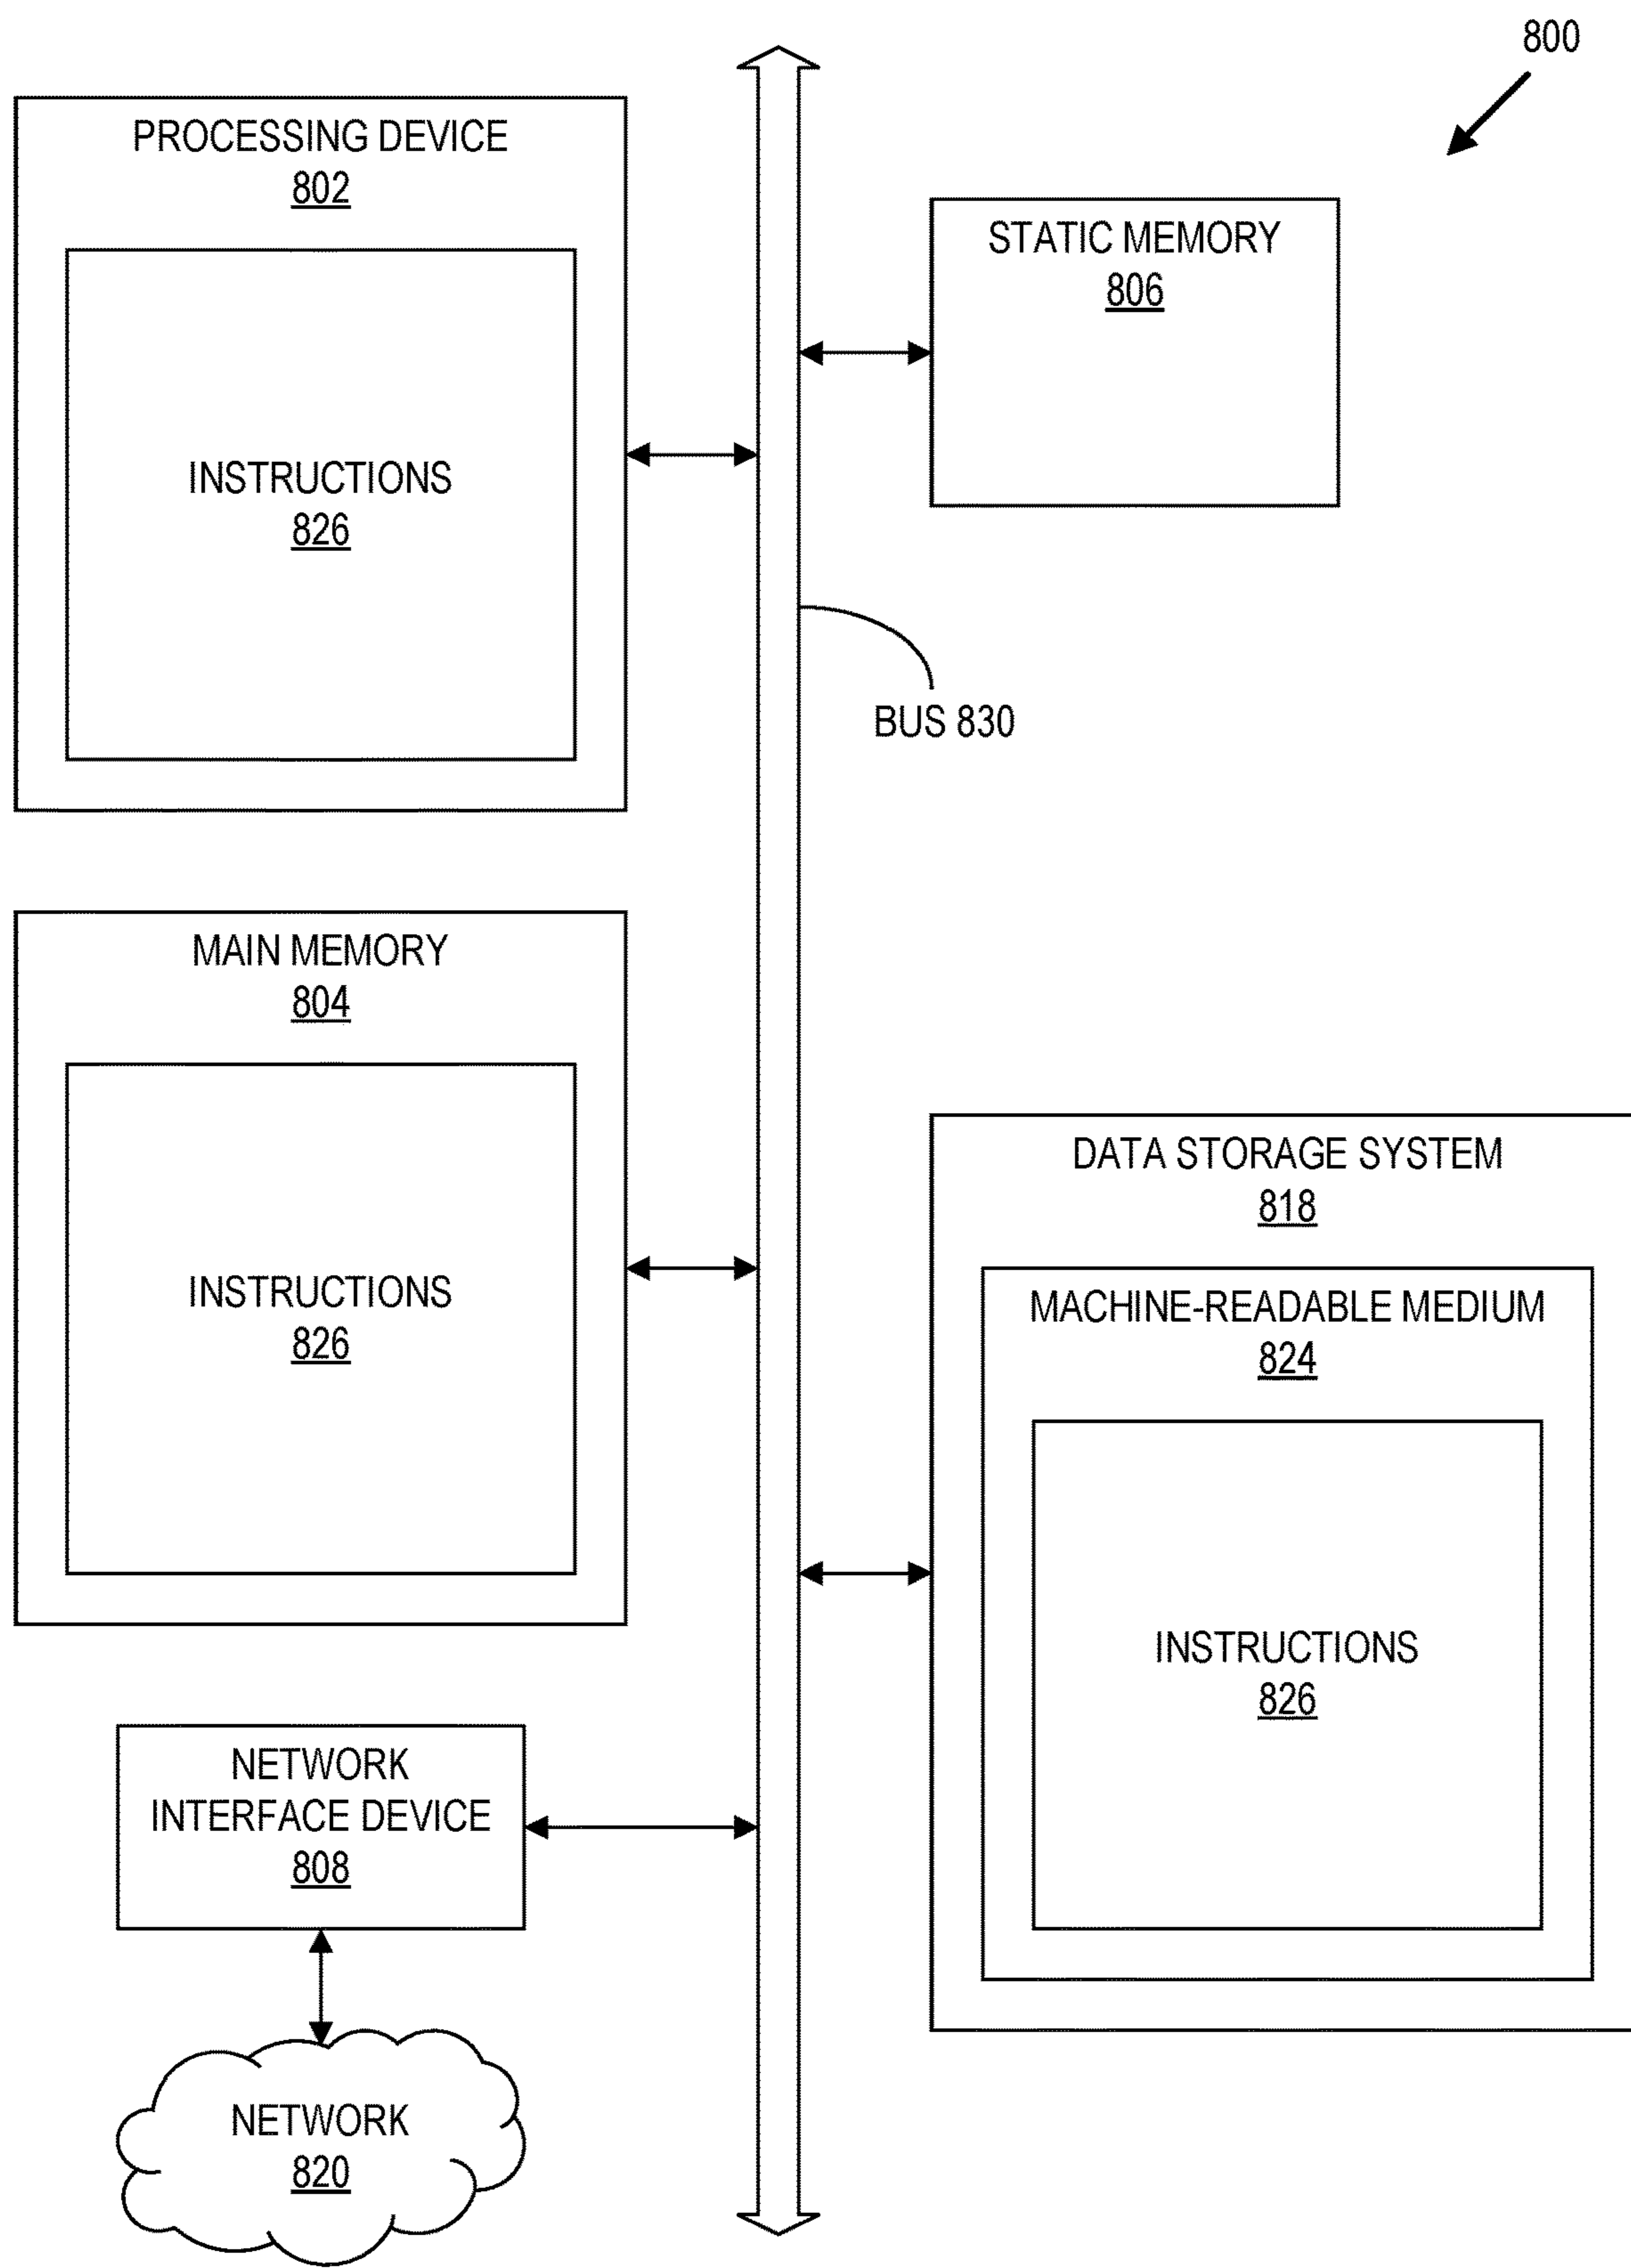 800
PROCESSING DEVICE
802
INSTRUCTIONS
826
STATIC MEMORY
806
BUS 830
MAIN MEMORY
804
INSTRUCTIONS
826
DATA STORAGE SYSTEM
818
MACHINE-READABLE MEDIUM
824
INSTRUCTIONS
826
NETWORK
INTERFACE DEVICE
808
NETWORK
820